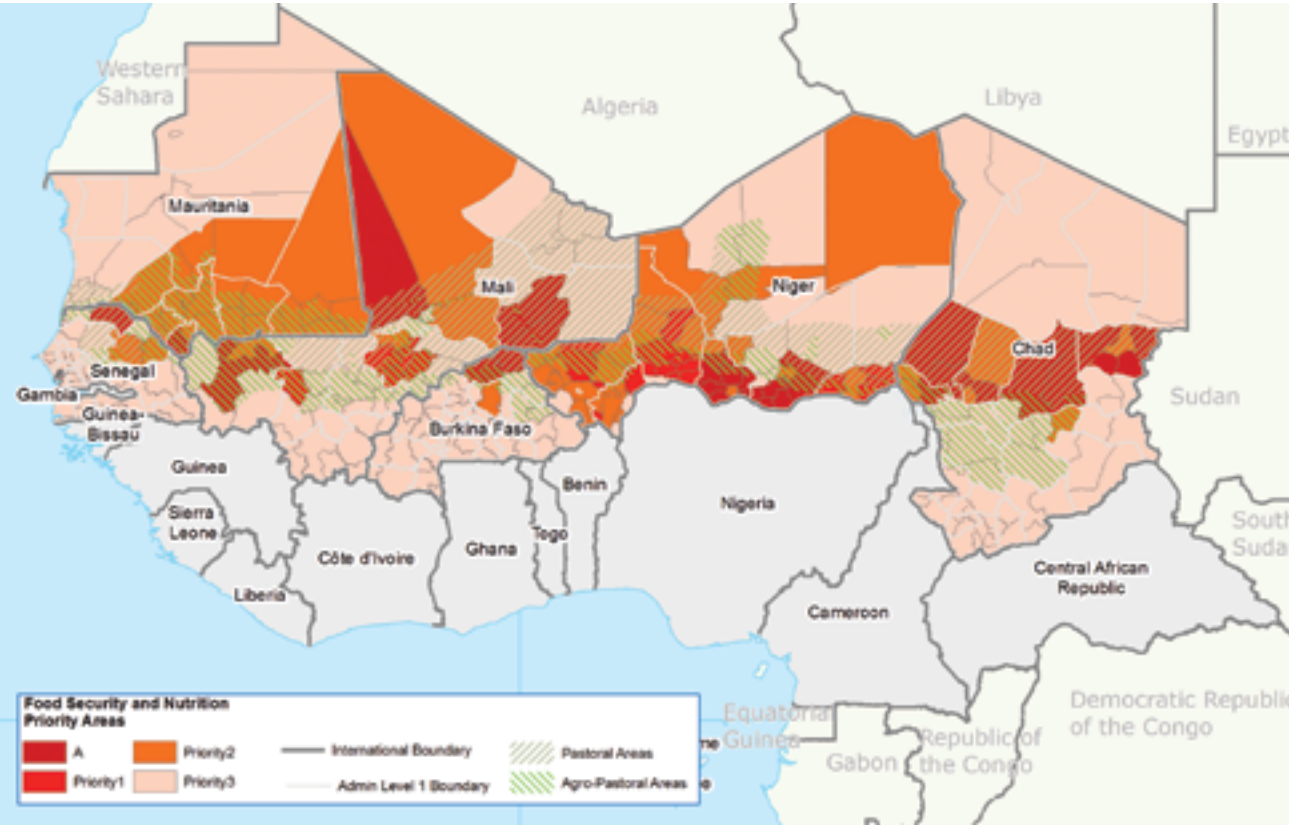 Western
Sahara
Algeria
Libya
Egypt
Mauritania
Mali
Niger
Chad
Senegal
Gambia
Guinea-
Bissau
Burkina Faso
Sudan
Guinea
Sierra
Leone
Liberia
Côte d'Ivoire
Ghana
Togo
Benin
Nigeria
Cameroon
Central African
Republic
South
Suda
Equatorial
Guinea
Gabon
Republic of
the Congo
Democratic Republic
of the Congo
Food Security and Nutrition
Priority Areas
A
Priority1
Priority2
Priority3
International Boundary
Admin Level 1 Boundary
Pastoral Areas
Agro-Pastoral Areas